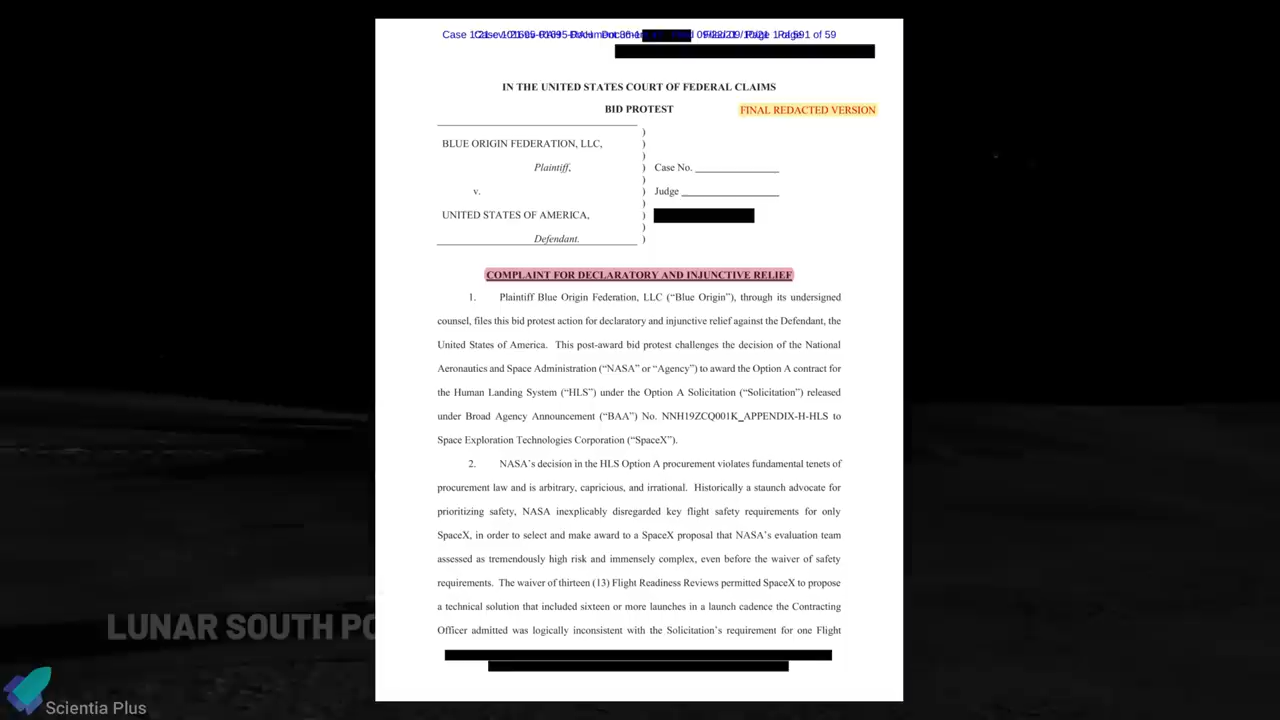 IN THE UNITED STATES COURT OF FEDERAL CLAIMS
BID PROTEST
FINAL REDACTED VERSION
BLUE ORIGIN FEDERATION, LLC,
Plaintiff,
v.
UNITED STATES OF AMERICA,
Defendant.
)
)
)
)
)
)
)
)
)
)
Case No. ______________
Judge ________________
COMPLAINT FOR DECLARATORY AND INJUNCTIVE RELIEF
1. Plaintiff Blue Origin Federation, LLC (“Blue Origin”), through its undersigned
counsel, files this bid protest action for declaratory and injunctive relief against the Defendant, the
United States of America. This post-award bid protest challenges the decision of the National
Aeronautics and Space Administration (“NASA” or “Agency”) to award the Option A contract for
the Human Landing System (“HLS”) under the Option A Solicitation (“Solicitation”) released
under Broad Agency Announcement (“BAA”) No. NNH19ZCQ001K_APPENDIX-H-HLS to
Space Exploration Technologies Corporation (“SpaceX”).
2. NASA’s decision in the HLS Option A procurement violates fundamental tenets of
procurement law and is arbitrary, capricious, and irrational. Historically a staunch advocate for
prioritizing safety, NASA inexplicably disregarded key flight safety requirements for only
SpaceX, in order to select and make award to a SpaceX proposal that NASA’s evaluation team
assessed as tremendously high risk and immensely complex, even before the waiver of safety
requirements. The waiver of thirteen (13) Flight Readiness Reviews permitted SpaceX to propose
a technical solution that included sixteen or more launches in a launch cadence the Contracting
Officer admitted was logically inconsistent with the Solicitation’s requirement for one Flight
LUNAR SOUTH PO
Scientia Plus